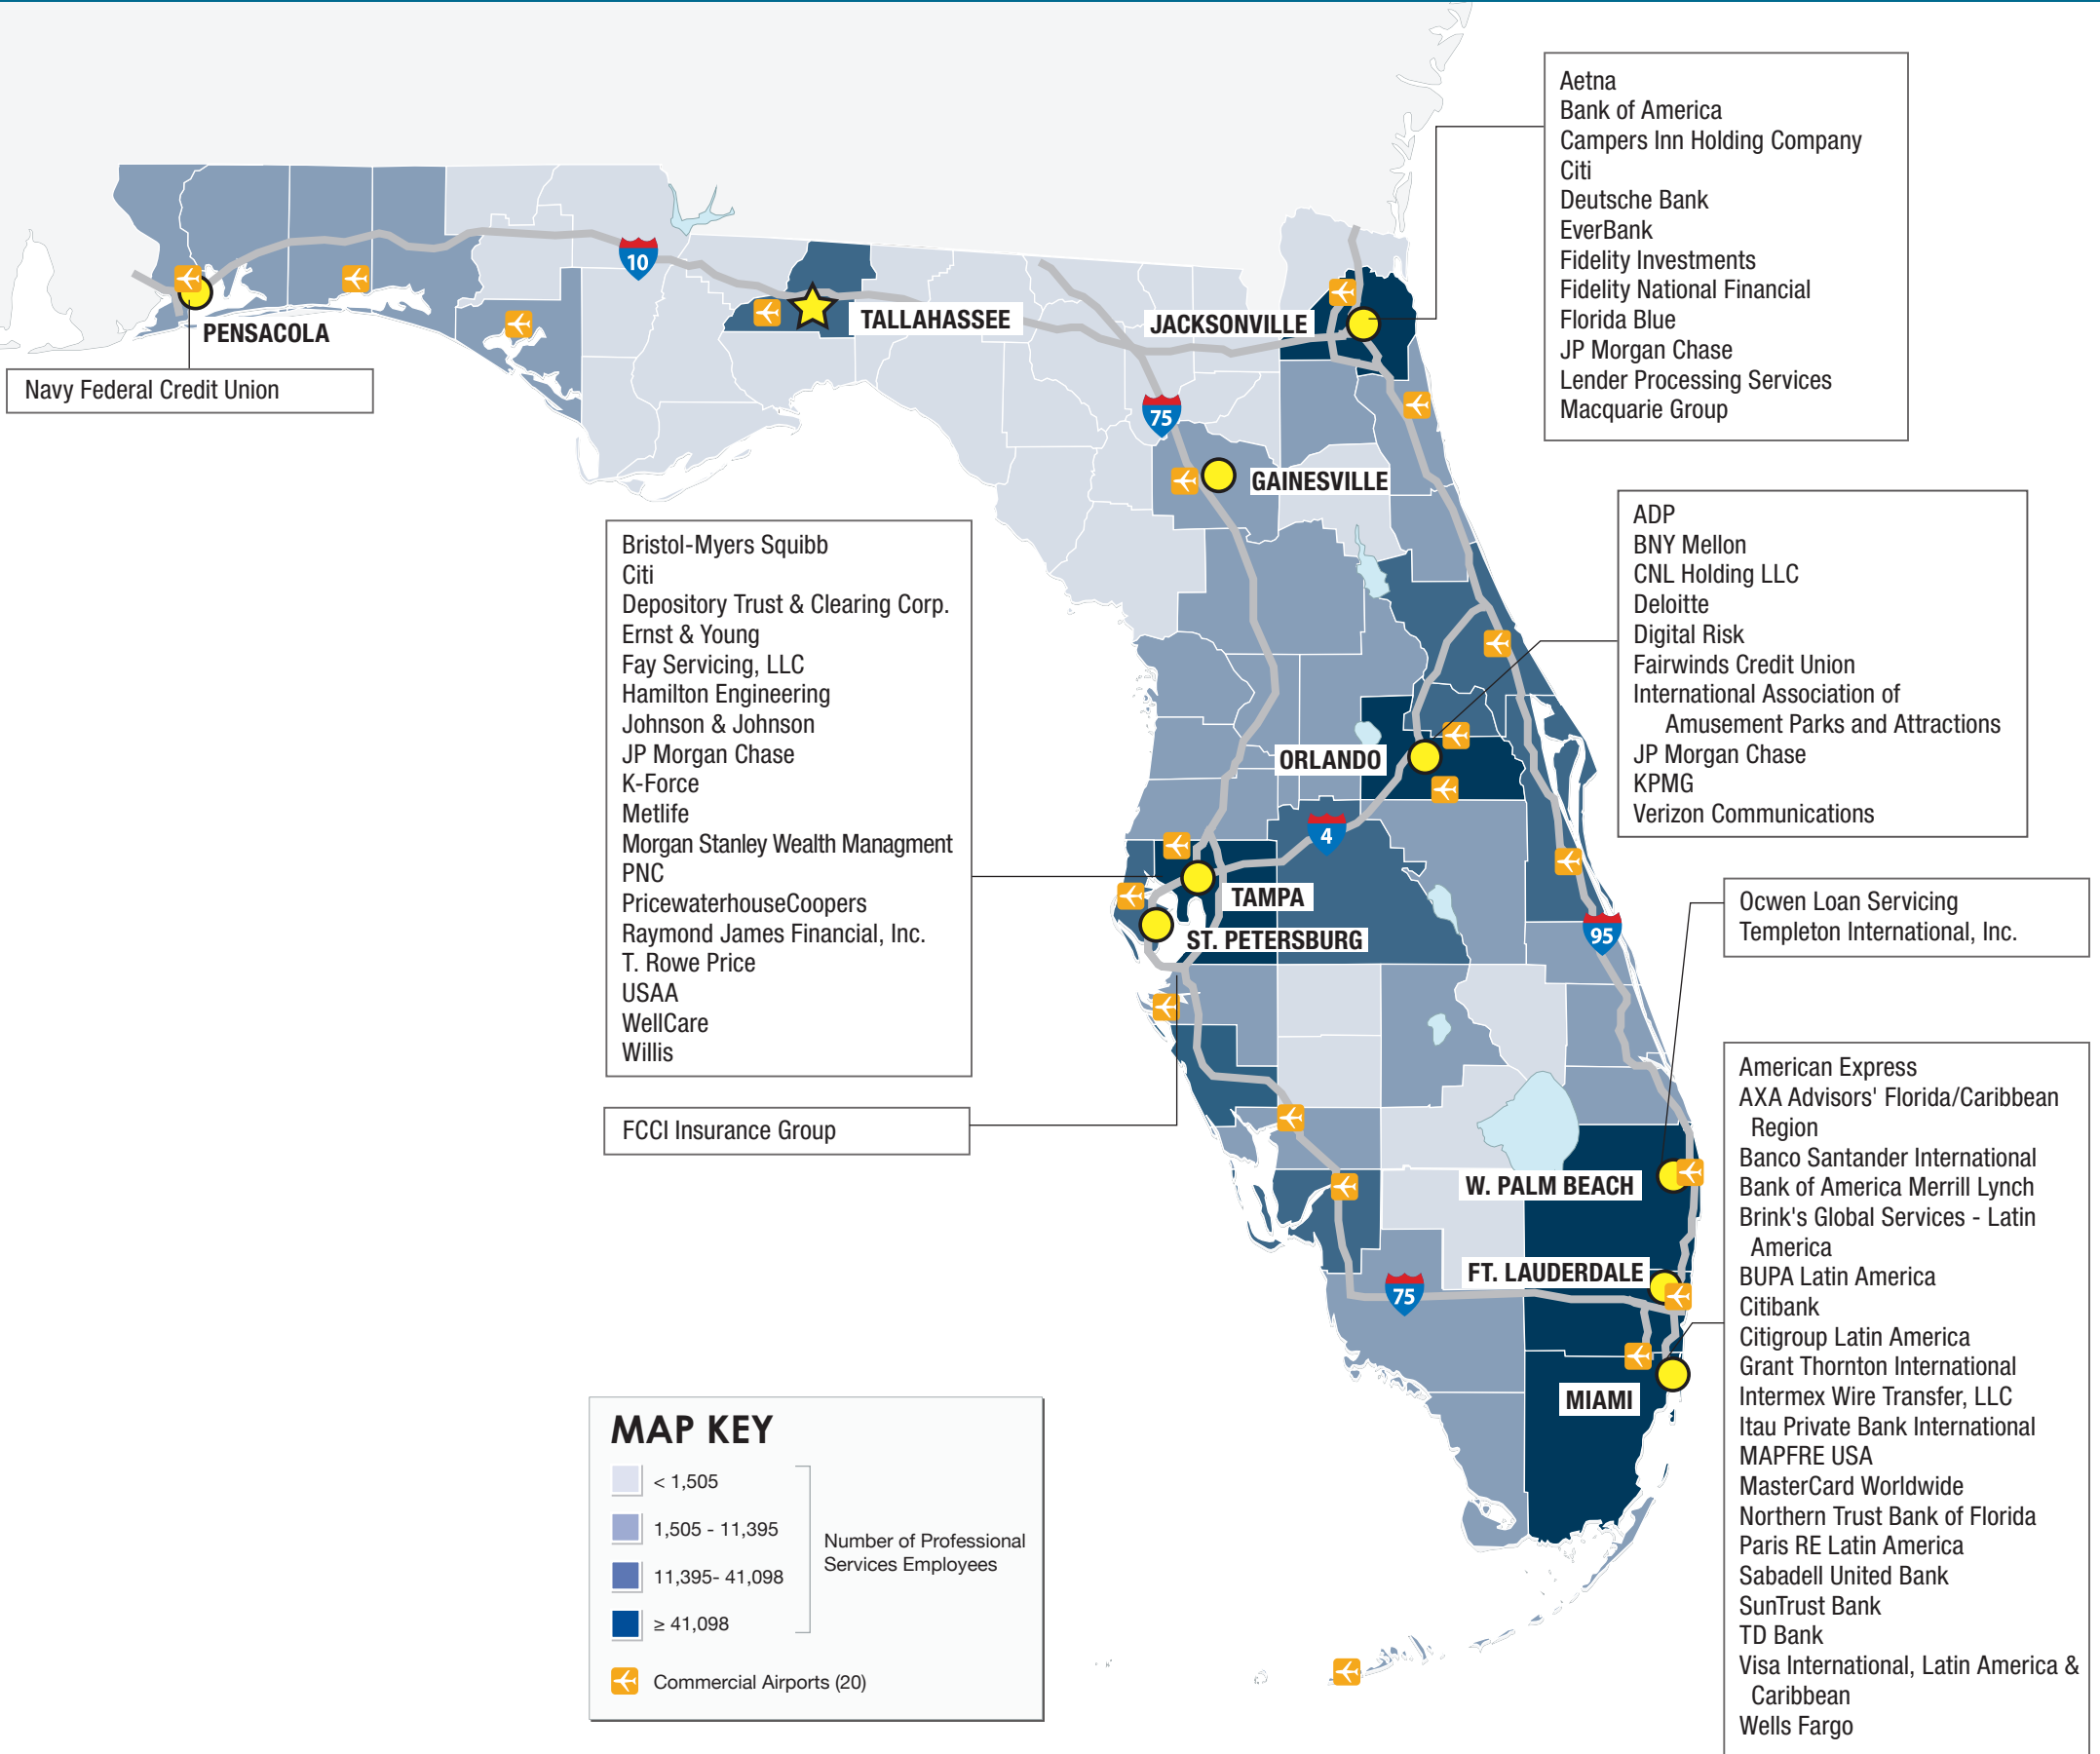 Aetna
Bank of America
Campers Inn Holding Company
Citi
Deutsche Bank
EverBank
Fidelity Investments
Fidelity National Financial
Florida Blue
JP Morgan Chase
Lender Processing Services
Macquarie Group
10
PENSACOLA
TALLAHASSEE
JACKSONVILLE
Navy Federal Credit Union
75
GAINESVILLE
ADP
BNY Mellon
CNL Holding LLC
Deloitte
Digital Risk
Fairwinds Credit Union
International Association of
Amusement Parks and Attractions
JP Morgan Chase
KPMG
Verizon Communications
Bristol-Myers Squibb
Citi
Depository Trust & Clearing Corp.
Ernst & Young
Fay Servicing, LLC
Hamilton Engineering
Johnson & Johnson
JP Morgan Chase
K-Force
Metlife
Morgan Stanley Wealth Managment
PNC
PricewaterhouseCoopers
Raymond James Financial, Inc.
T. Rowe Price
USAA
WellCare
Willis
ORLANDO
4
TAMPA
ST. PETERSBURG
95
Ocwen Loan Servicing
Templeton International, Inc.
FCCI Insurance Group
W. PALM BEACH
FT. LAUDERDALE
75
MIAMI
American Express
AXA Advisors' Florida/Caribbean
Region
Banco Santander International
Bank of America Merrill Lynch
Brink's Global Services - Latin
America
BUPA Latin America
Citibank
Citigroup Latin America
Grant Thornton International
Intermex Wire Transfer, LLC
Itau Private Bank International
MAPFRE USA
MasterCard Worldwide
Northern Trust Bank of Florida
Paris RE Latin America
Sabadell United Bank
SunTrust Bank
TD Bank
Visa International, Latin America &
Caribbean
Wells Fargo
MAP KEY
< 1,505
1,505 - 11,395
11,395- 41,098
≥ 41,098
Number of Professional
Services Employees
Commercial Airports (20)